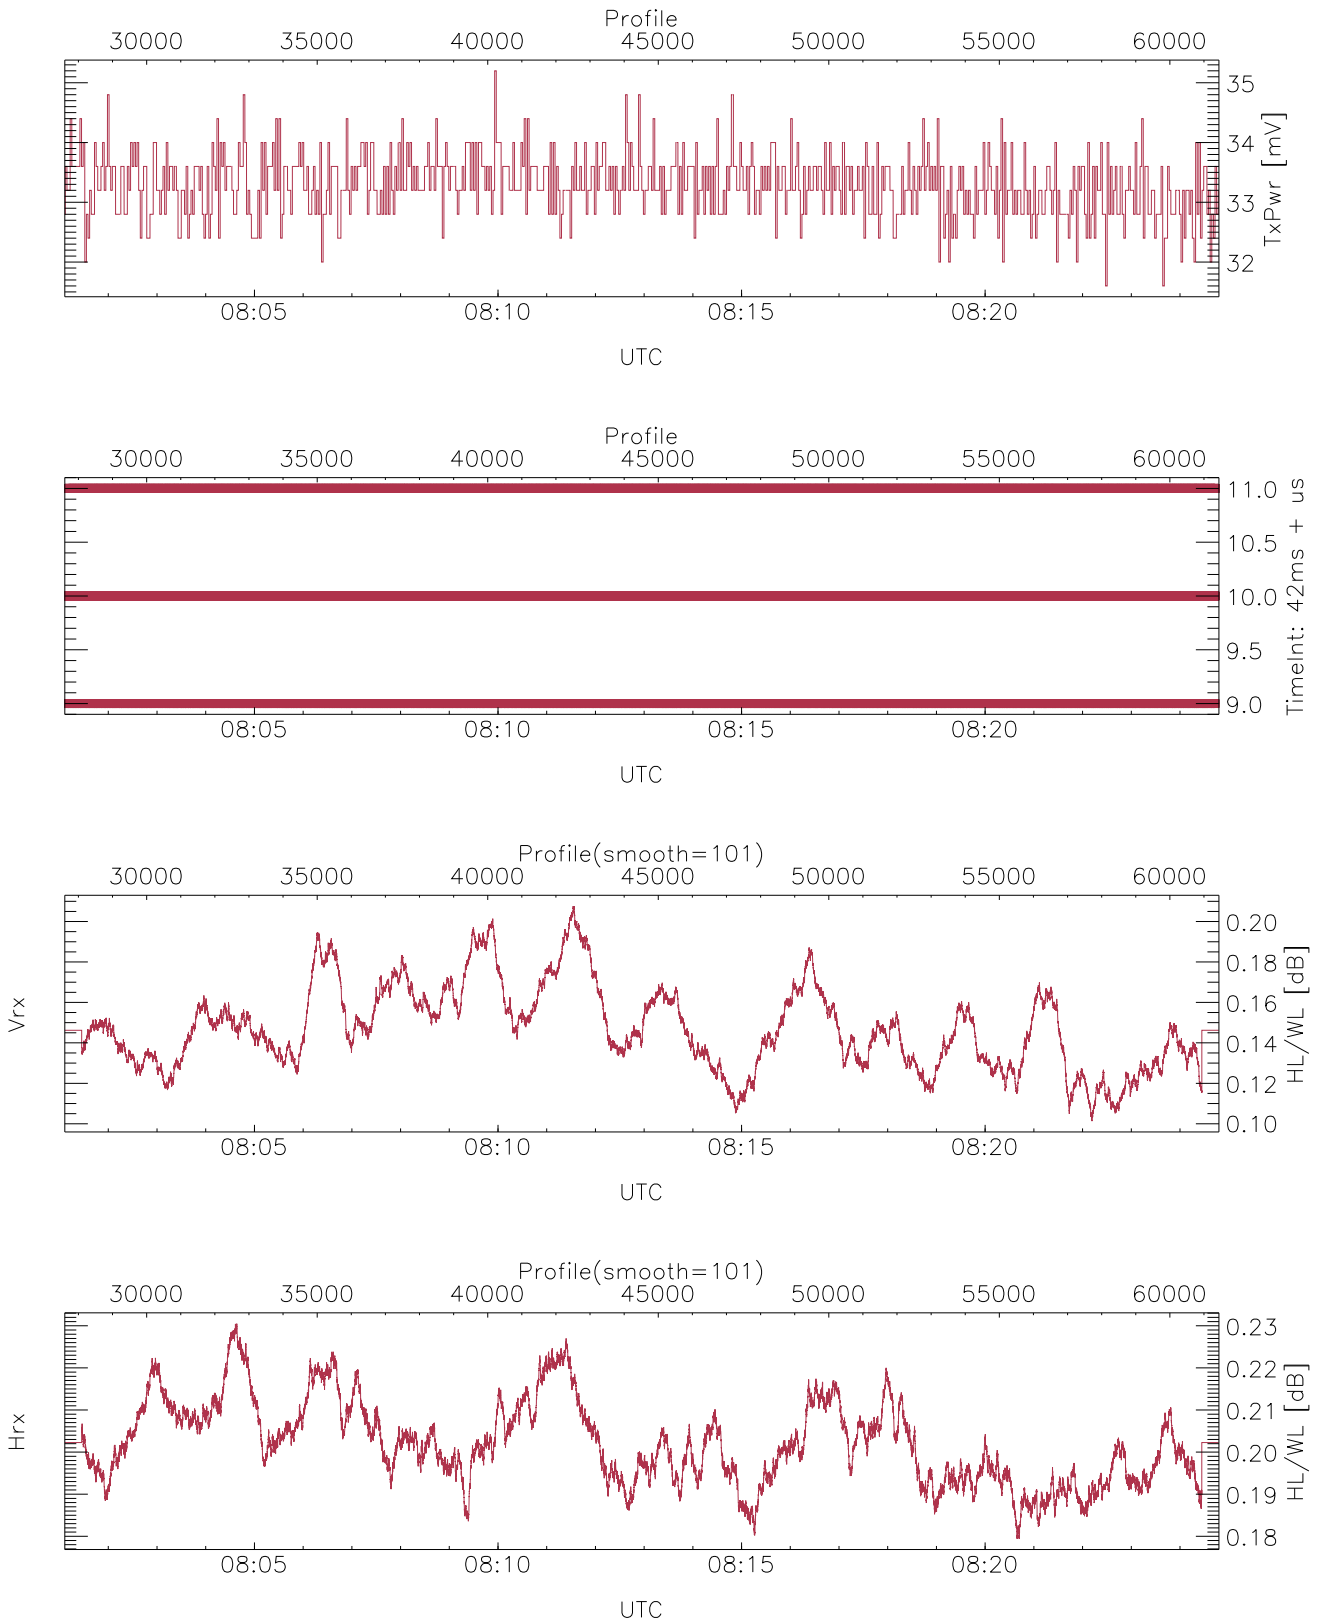 Profile
30000 35000 40000 45000 50000 55000 60000
35
34
33
32
TxPwr [mV]
08:05 08:10 08:15 08:20
UTC
Profile
30000 35000 40000 45000 50000 55000 60000
11.0
10.5
10.0
9.5
9.0
TimeInt: 42ms + us
08:05 08:10 08:15 08:20
UTC
Profile(smooth=101)
30000 35000 40000 45000 50000 55000 60000
Vrx
0.20
0.18
0.16
0.14
0.12
0.10
HL/WL [dB]
08:05 08:10 08:15 08:20
UTC
Profile(smooth=101)
30000 35000 40000 45000 50000 55000 60000
Hrx
0.23
0.22
0.21
0.20
0.19
0.18
HL/WL [dB]
08:05 08:10 08:15 08:20
UTC